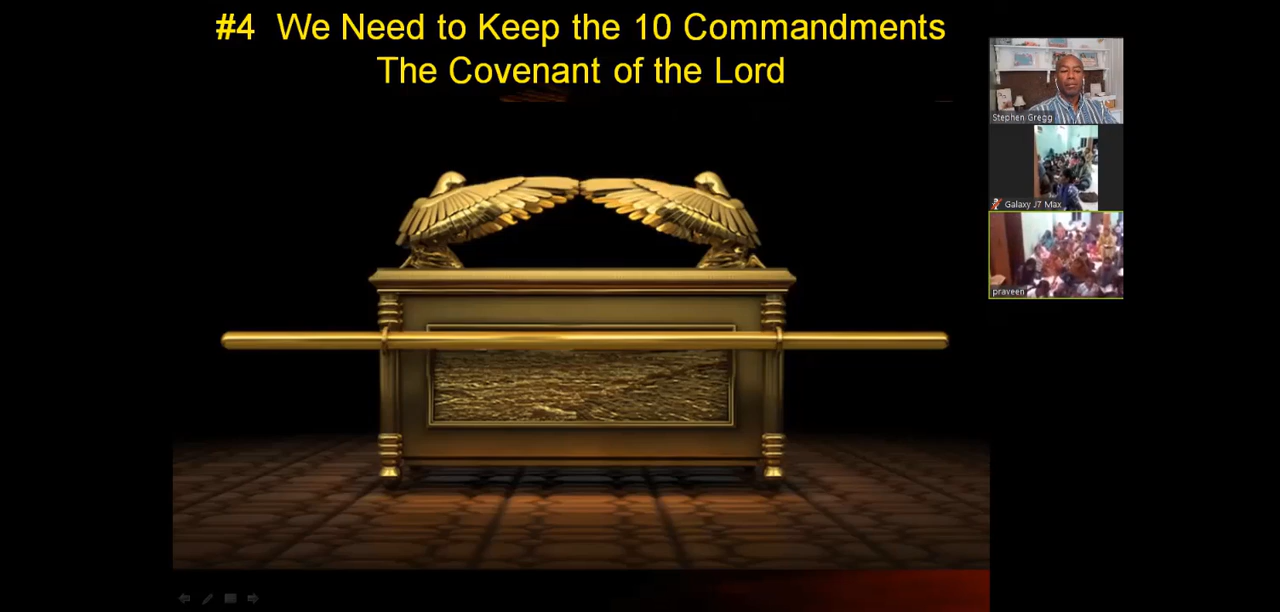 #4 We Need to Keep the 10 Commandments
The Covenant of the Lord
Stephen Gregg
Galaxy J7 Max
praveen